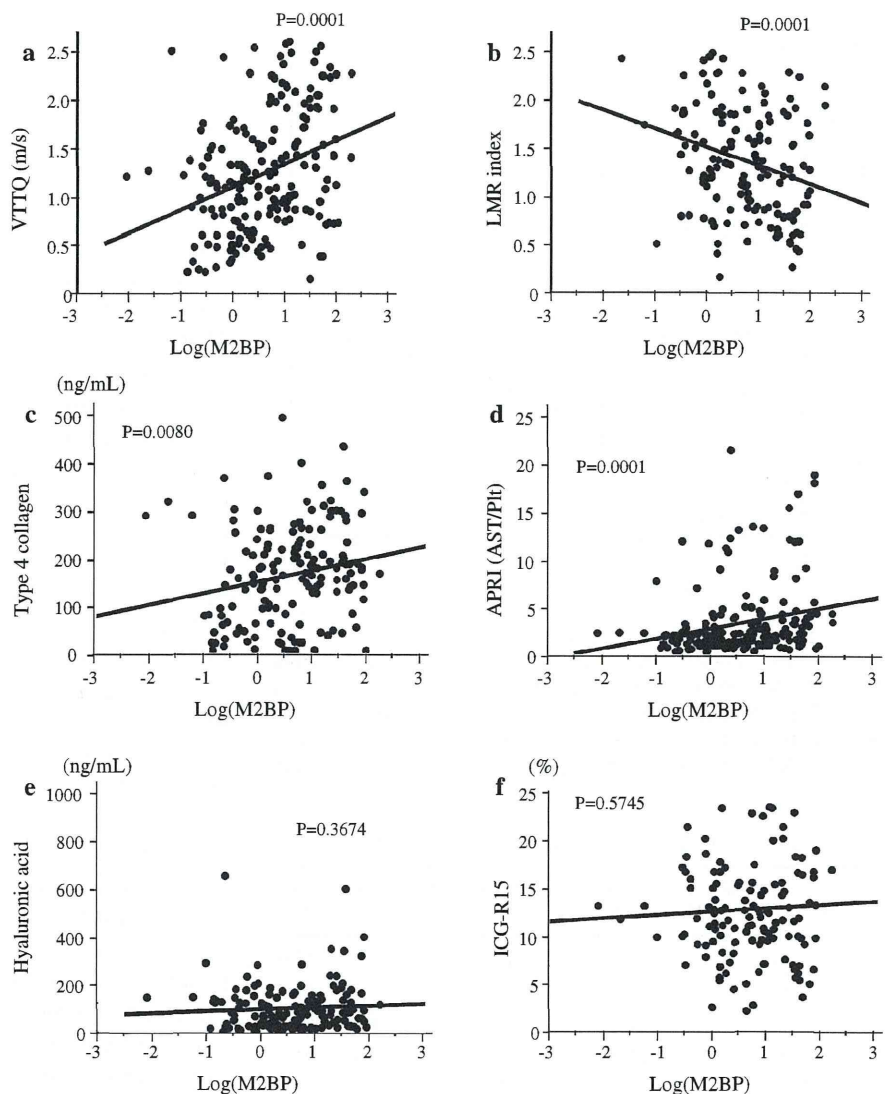 P=0.0001
a
2.5
2.0
1.5
1.0
0.5
0
VTTQ (m/s)
-3 -2 -1 0 1 2 3
Log(M2BP)
P=0.0001
b
2.5
2.0
1.5
1.0
0.5
0
LMR index
-3 -2 -1 0 1 2 3
Log(M2BP)
(ng/mL)
c
500
400
300
200
100
0
P=0.0080
Type 4 collagen
-3 -2 -1 0 1 2 3
Log(M2BP)
d
25
20
15
10
5
0
P=0.0001
APRI (AST/Plt)
-3 -2 -1 0 1 2 3
Log(M2BP)
(ng/mL)
e
1000
800
600
400
200
0
P=0.3674
Hyaluronic acid
-3 -2 -1 0 1 2 3
Log(M2BP)
(%)
f
25
20
15
10
5
0
P=0.5745
ICG-R15
-3 -2 -1 0 1 2 3
Log(M2BP)